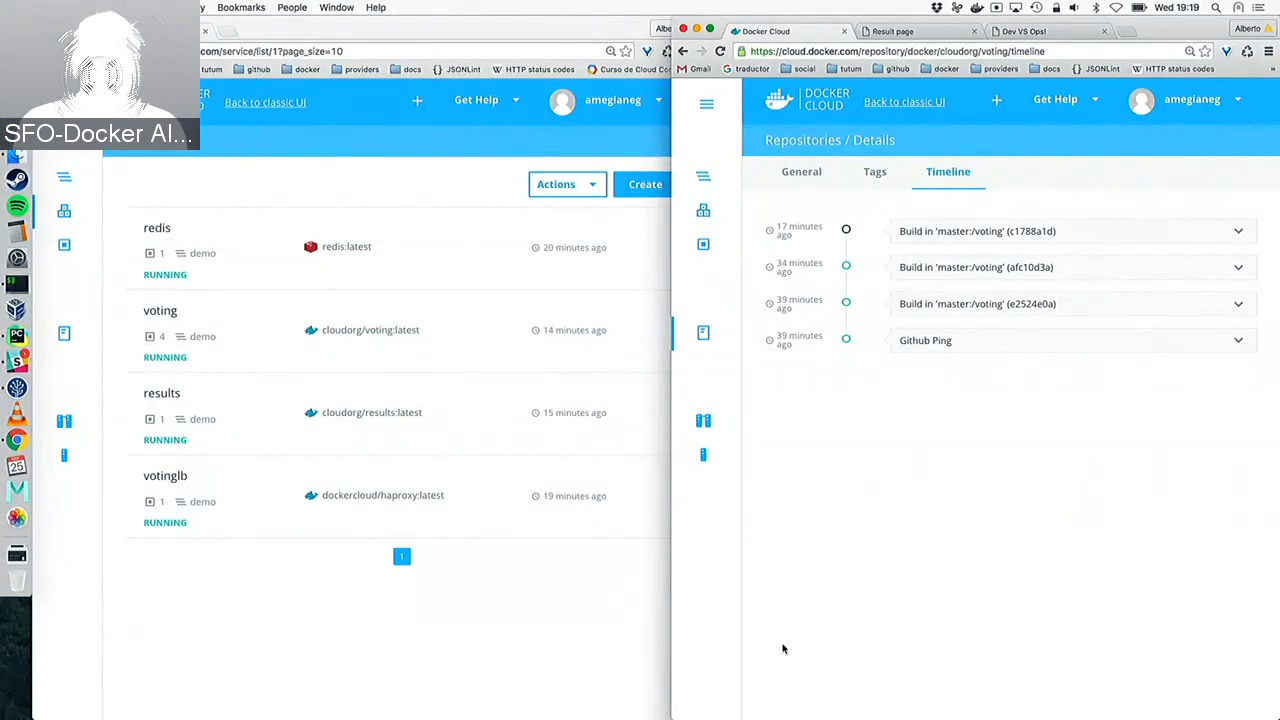 y Bookmarks People Window Help
Wed 19:19
Albe
com/service/list/1?page_size=10
tutum github docker providers docs {} JSONLint HTTP status codes Curso de Cloud Con
SFO-Docker Al...
Back to classic UI
Get Help
amegianeg
Actions
Create
redis
1 demo
RUNNING
redis:latest
20 minutes ago
voting
4 demo
RUNNING
cloudorg/voting:latest
14 minutes ago
results
1 demo
RUNNING
cloudorg/results:latest
15 minutes ago
votinglb
1 demo
RUNNING
dockercloud/haproxy:latest
19 minutes ago
1
Docker Cloud
Result page
Dev VS Ops!
Alberto
https://cloud.docker.com/repository/docker/cloudorg/voting/timeline
Gmail traductor social tutum github docker providers docs {} JSONLint HTTP status codes »
DOCKER
CLOUD
Back to classic UI
Get Help
amegianeg
Repositories / Details
General Tags Timeline
17 minutes
ago
Build in 'master:/voting' (c1788a1d)
34 minutes
ago
Build in 'master:/voting' (afc10d3a)
39 minutes
ago
Build in 'master:/voting' (e2524e0a)
39 minutes
ago
Github Ping